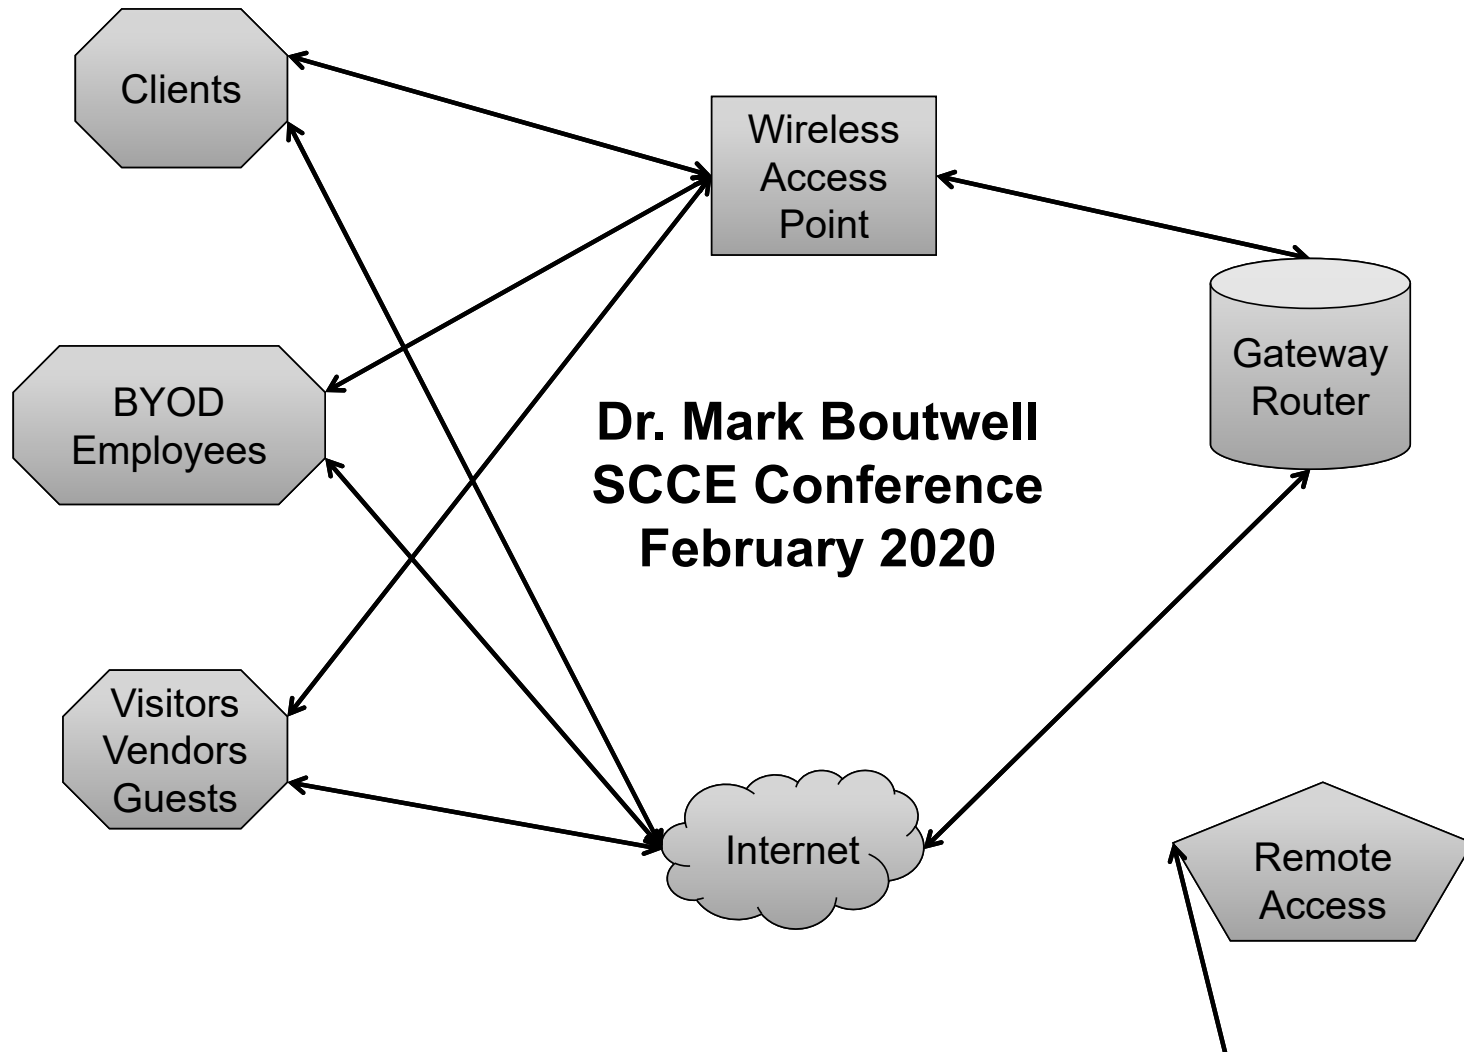 Clients
Wireless
Access
Point
Gateway
Router
BYOD
Employees
Dr. Mark Boutwell
SCCE Conference
February 2020
Visitors
Vendors
Guests
Internet
Remote
Access